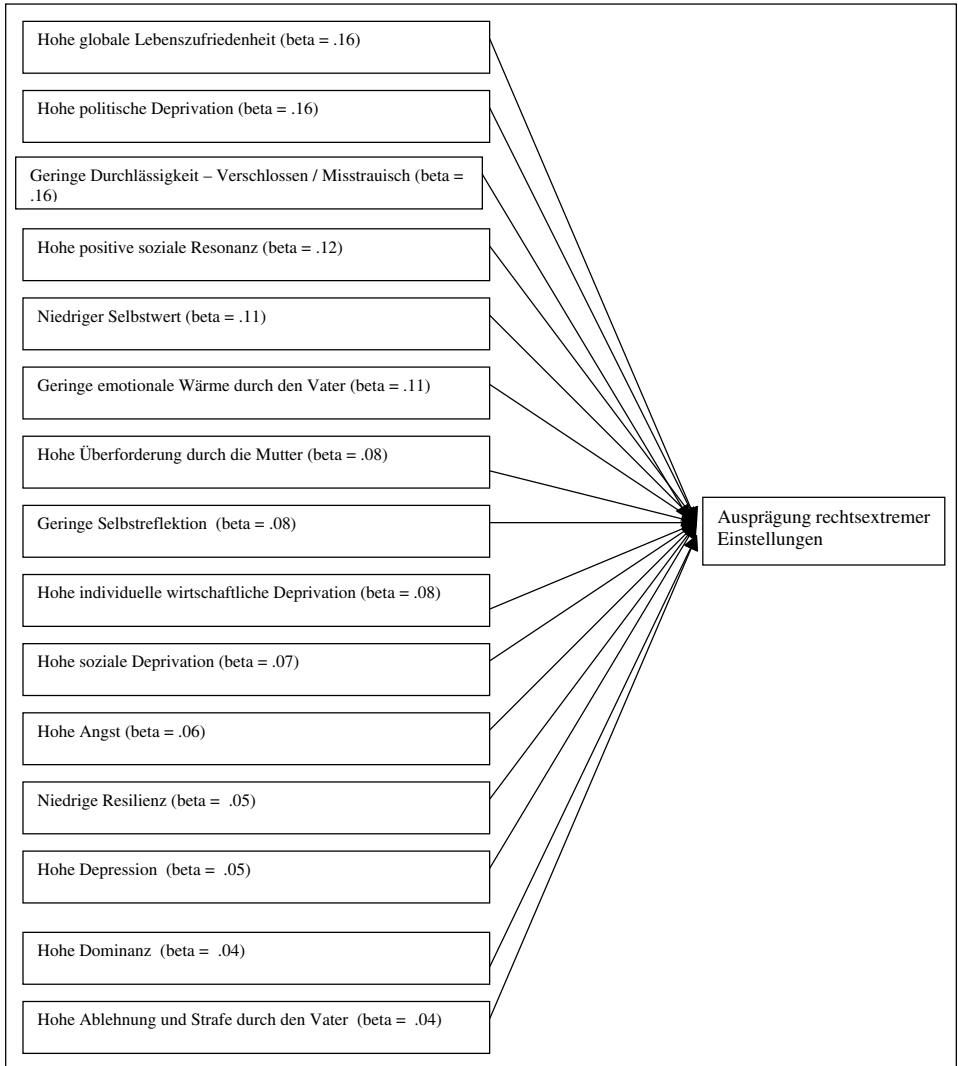 Hohe globale Lebenszufriedenheit (beta = .16)
Hohe politische Deprivation (beta = .16)
Geringe Durchlässigkeit – Verschlossen / Misstrauisch (beta =
.16)
Hohe positive soziale Resonanz (beta = .12)
Niedriger Selbstwert (beta = .11)
Geringe emotionale Wärme durch den Vater (beta = .11)
Hohe Überforderung durch die Mutter (beta = .08)
Geringe Selbstreflektion  (beta = .08)
Hohe individuelle wirtschaftliche Deprivation (beta = .08)
Hohe soziale Deprivation (beta = .07)
Hohe Angst (beta = .06)
Niedrige Resilienz (beta =  .05)
Hohe Depression  (beta =  .05)
Hohe Dominanz  (beta =  .04)
Hohe Ablehnung und Strafe durch den Vater  (beta =  .04)
Ausprägung rechtsextremer
Einstellungen